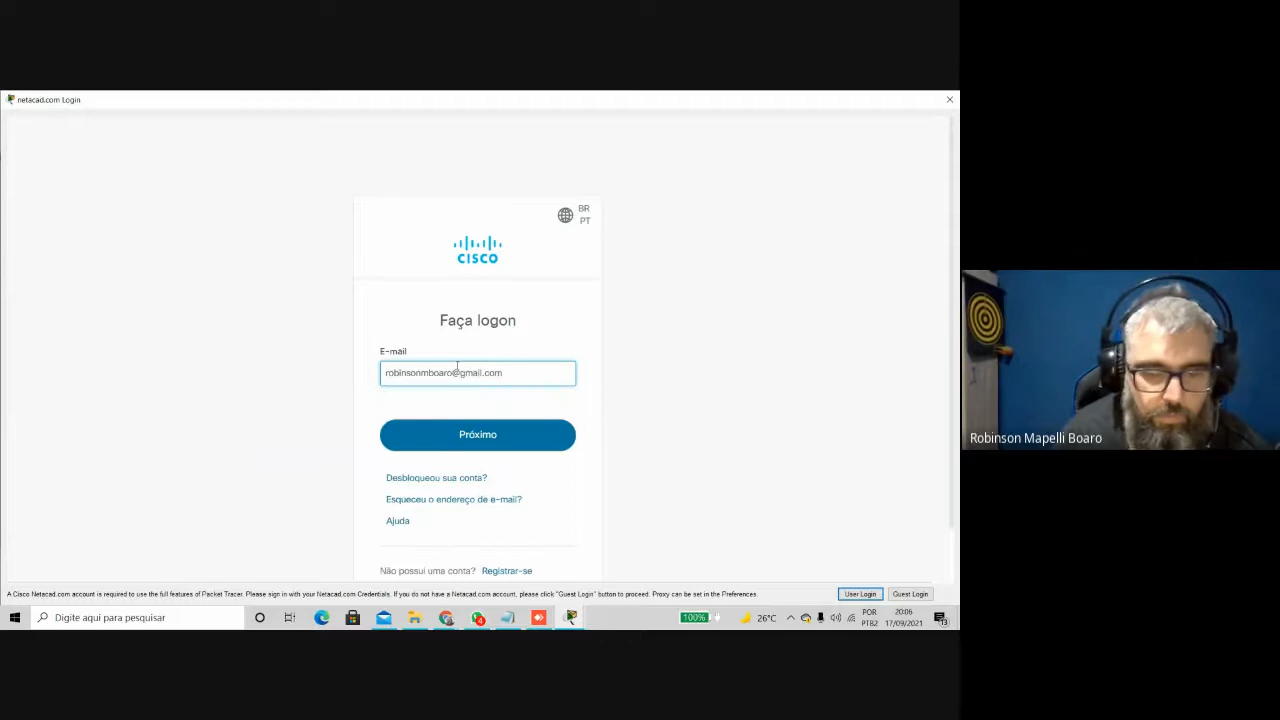 netacad.com Login
BR
PT
CISCO
Faça logon
E-mail
robinsonmboaro@gmail.com
Próximo
Desbloqueou sua conta?
Esqueceu o endereço de e-mail?
Ajuda
Não possui uma conta? Registrar-se
A Cisco Netacad.com account is required to use the full features of Packet Tracer. Please sign in with your Netacad.com Credentials. If you do not have a Netacad.com account, please click "Guest Login" button to proceed. Proxy can be set in the Preferences.
User Login
Guest Login
Digite aqui para pesquisar
4
100%
26°C
POR
PTB2
20:06
17/09/2021
13
Robinson Mapelli Boaro